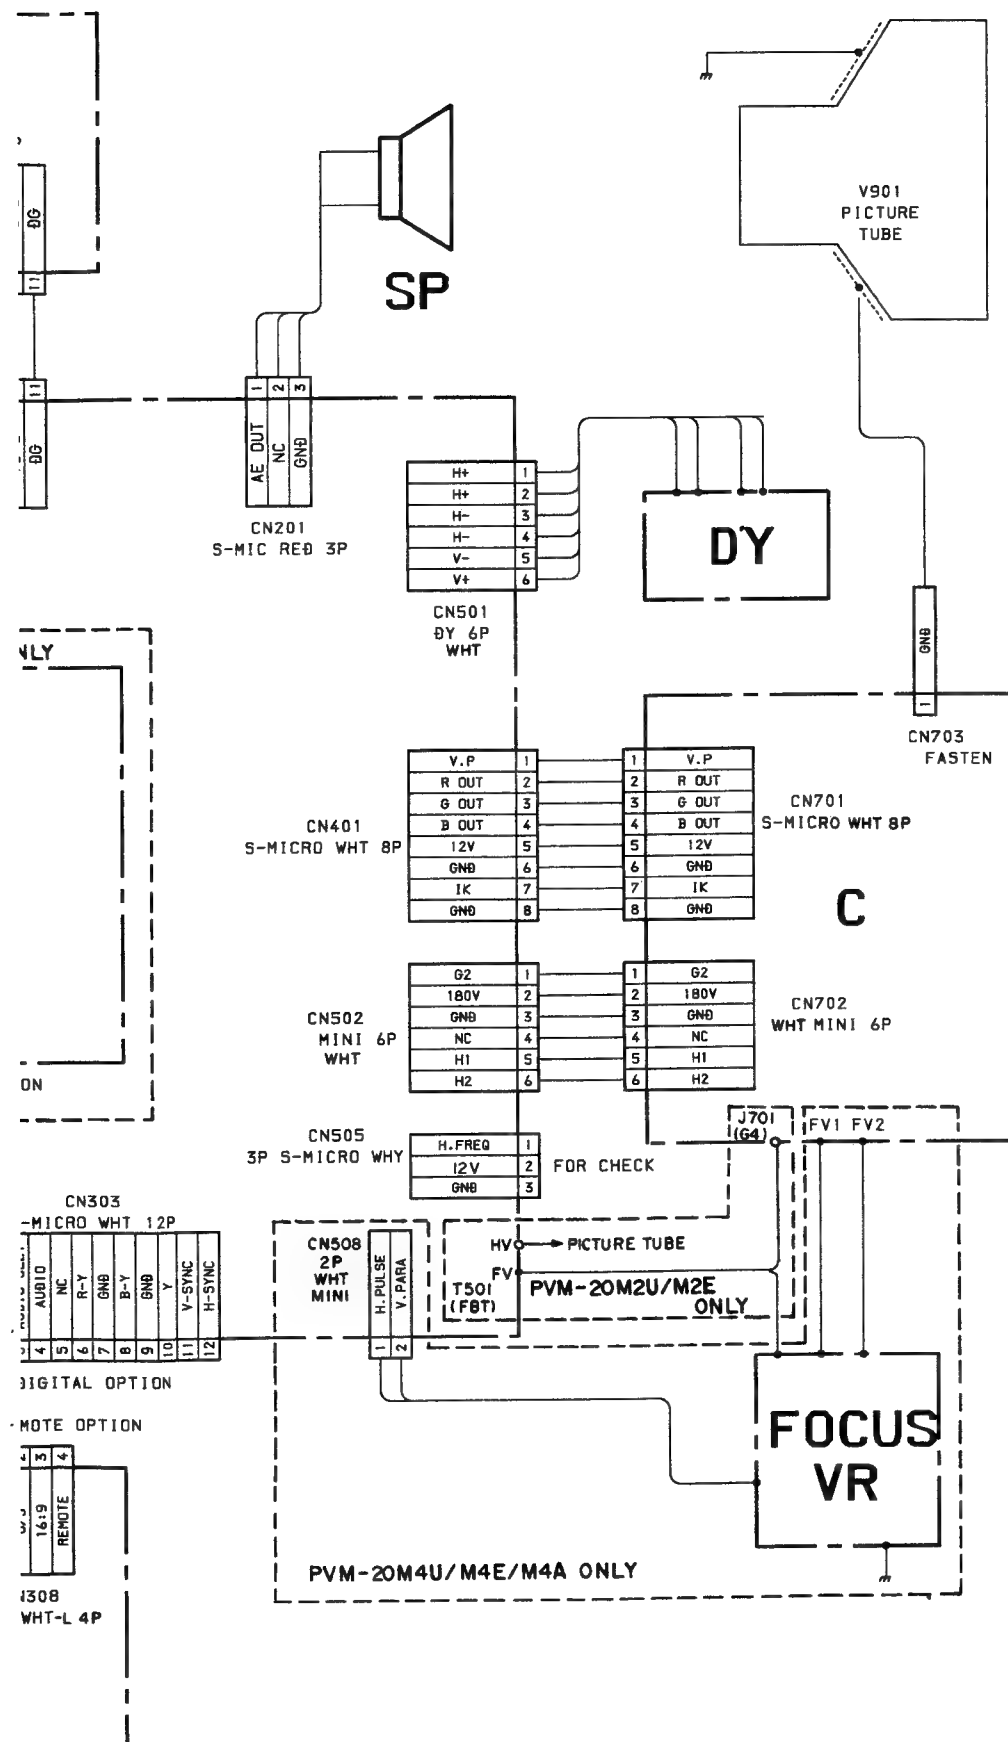 V901
PICTURE
TUBE
DG
11
SP
11
DG
1 2 3
AE OUT
NC
GND
CN201
S-MIC RED 3P
H+ 1
H+ 2
H- 3
H- 4
V- 5
V+ 6
CN501
DY 6P
WHT
DY
GND
1
CN703
FASTEN
V.P 1
R OUT 2
G OUT 3
B OUT 4
12V 5
GND 6
IK 7
GND 8
CN401
S-MICRO WHT 8P
1 V.P
2 R OUT
3 G OUT
4 B OUT
5 12V
6 GND
7 IK
8 GND
CN701
S-MICRO WHT 8P
C
G2 1
180V 2
GND 3
NC 4
H1 5
H2 6
CN502
MINI 6P
WHT
1 G2
2 180V
3 GND
4 NC
5 H1
6 H2
CN702
WHT MINI 6P
CN505
3P S-MICRO WHY
H.FREQ 1
12V 2
GND 3
FOR CHECK
J701
(G4)
FV1 FV2
CN303
-MICRO WHT 12P
AUDIO
NC
R-Y
GND
B-Y
GND
Y
V-SYNC
H-SYNC
4 5 6 7 8 9 10 11 12
DIGITAL OPTION
CN508
2P
WHT
MINI
H.PULSE
V.PARA
1 2
HV PICTURE TUBE
FV
T501
(FBT)
PVM-20M2U/M2E
ONLY
MOTE OPTION
3 4
16:9
REMOTE
N308
WHT-L 4P
FOCUS
VR
PVM-20M4U/M4E/M4A ONLY